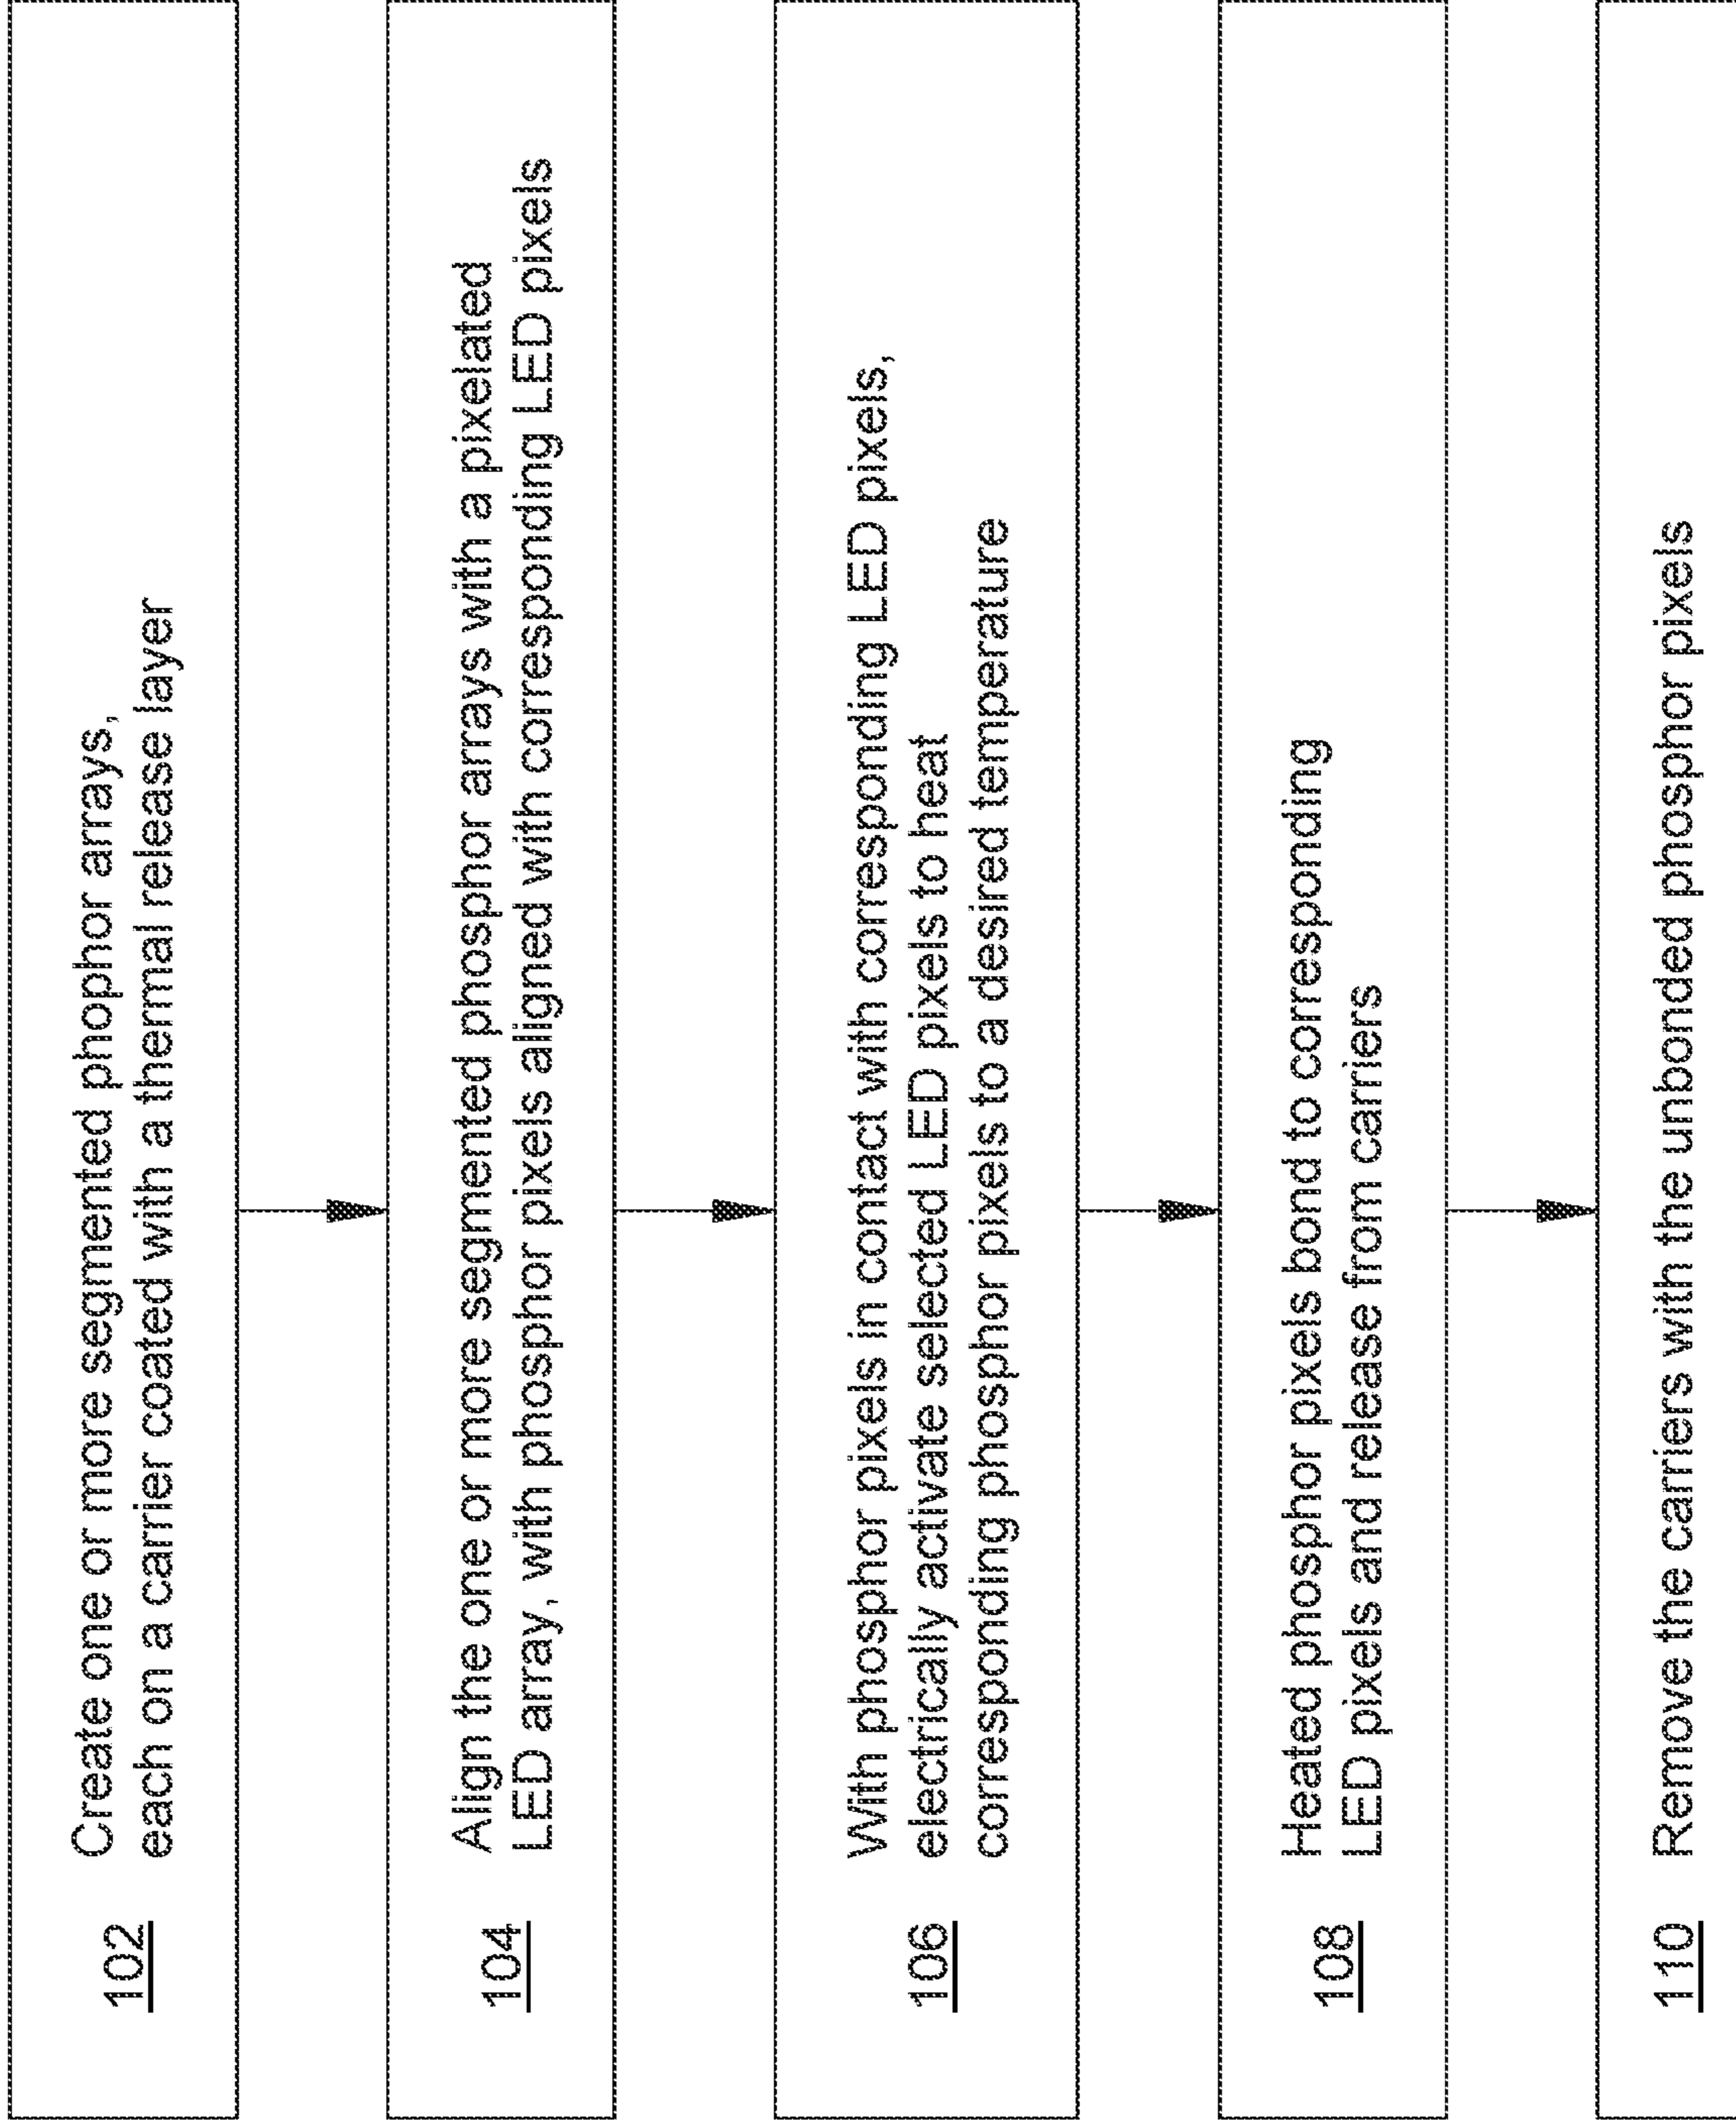 102
Create one or more segmented phophor arrays,
each on a carrier coated with a thermal release layer
104
Align the one or more segmented phosphor arrays with a pixelated
LED array, with phosphor pixels aligned with corresponding LED pixels
106
With phosphor pixels in contact with corresponding LED pixels,
electrically activate selected LED pixels to heat
corresponding phosphor pixels to a desired temperature
108
Heated phosphor pixels bond to corresponding
LED pixels and release from carriers
110 Remove the carriers with the unbonded phosphor pixels